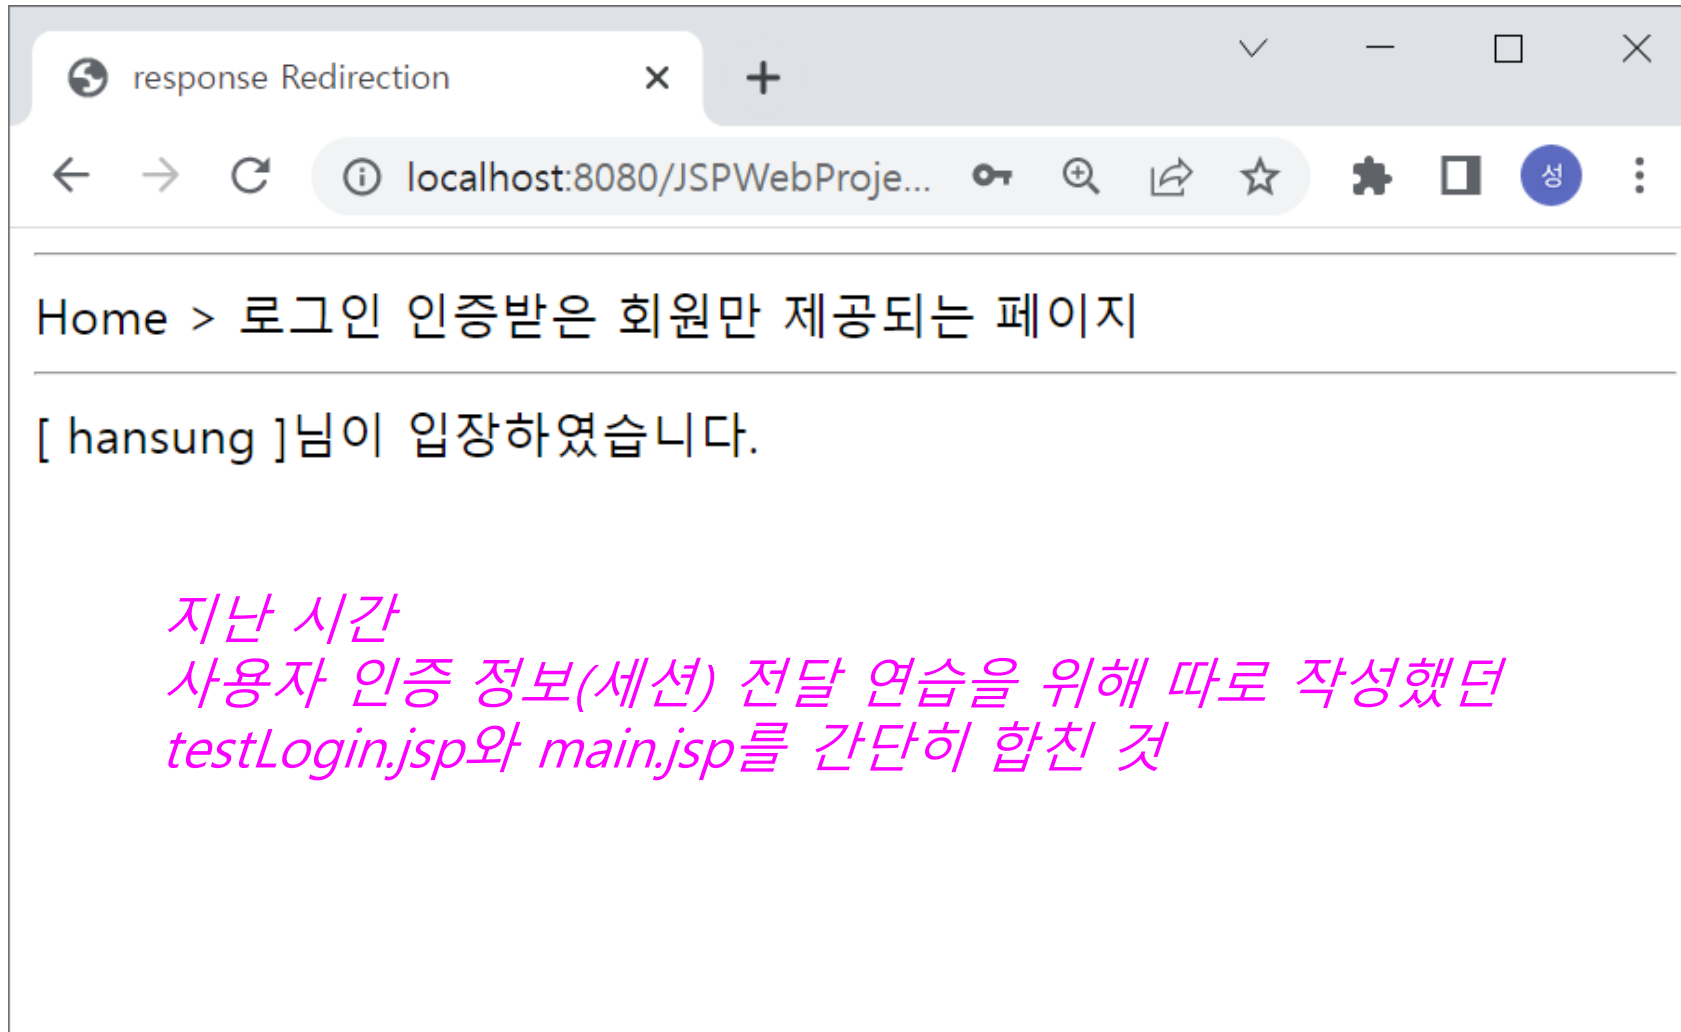 response Redirection
localhost:8080/JSPWebProje...
성
Home > 로그인 인증받은 회원만 제공되는 페이지
[ hansung ]님이 입장하였습니다.
지난 시간
사용자 인증 정보(세션) 전달 연습을 위해 따로 작성했던
testLogin.jsp와 main.jsp를 간단히 합친 것